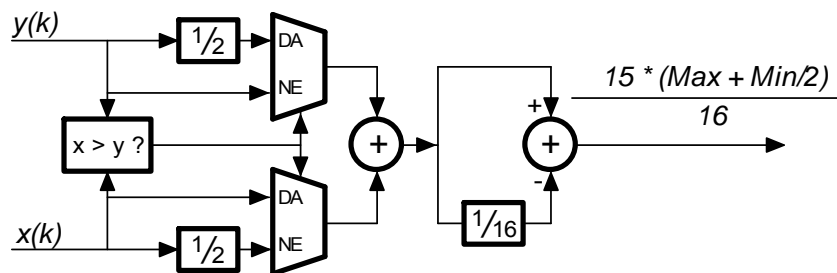 y(k)
1/2
DA
NE
15 * (Max + Min/2)
16
x > y ?
+
+
+
-
DA
NE
x(k)
1/2
1/16